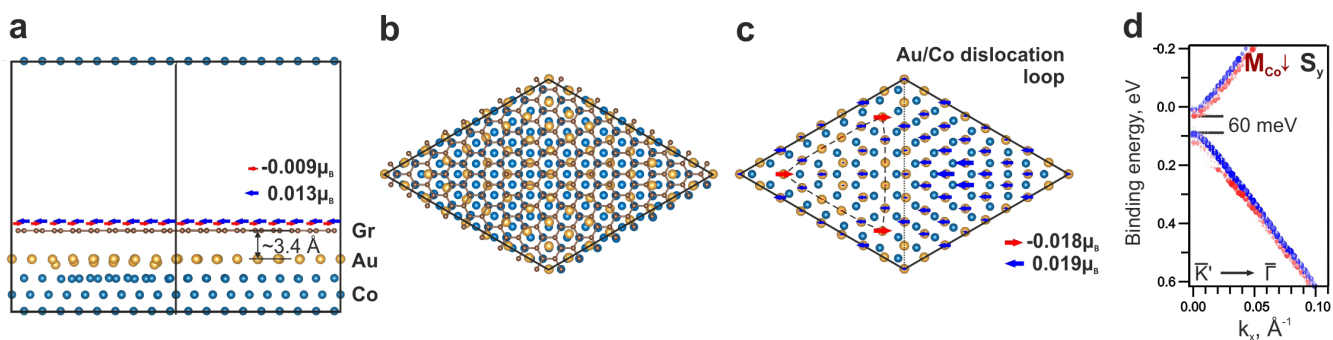 a
-0.009μB
0.013μB
Gr
~3.4 Å
Au
Co
b
c
Au/Co dislocation
loop
-0.018μB
0.019μB
d
-0.2
0.0
0.2
0.4
0.6
Binding energy, eV
MCo↓ Sy
60 meV
K̅' → Γ̅
0.00
0.05
0.10
kx, Å-1